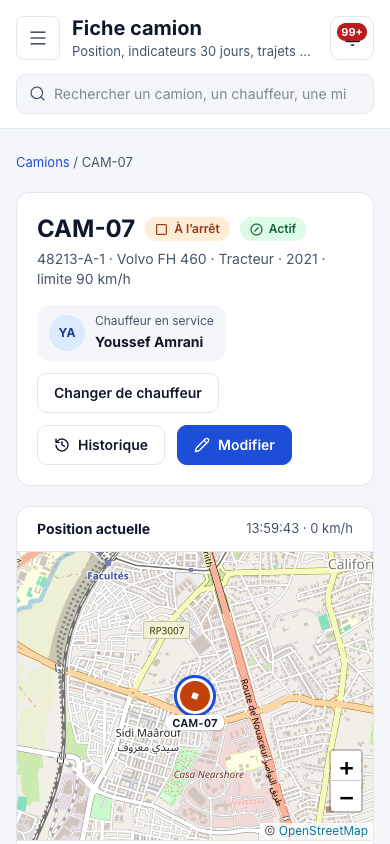 Fiche camion
Position, indicateurs 30 jours, trajets ...
99+
Rechercher un camion, un chauffeur, une mi
Camions / CAM-07
CAM-07
À l'arrêt
Actif
48213-A-1 · Volvo FH 460 · Tracteur · 2021 ·
limite 90 km/h
YA
Chauffeur en service
Youssef Amrani
Changer de chauffeur
Historique
Modifier
Position actuelle
13:59:43 · 0 km/h
Facultés
Californ
RP3007
CAM-07
Sidi Maârouf
سيدي معروف
Casa Nearshore
Route de Nouaceur
+
−
© OpenStreetMap